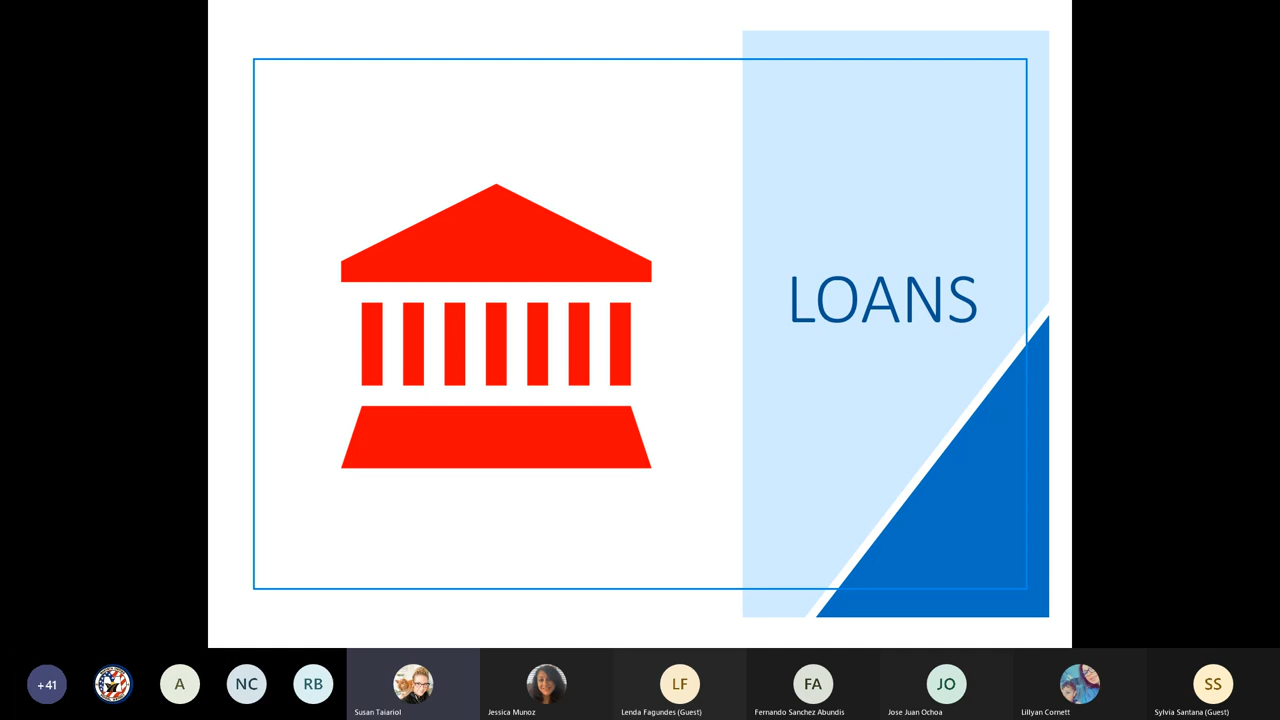 LOANS
+41
A
NC
RB
LF
FA
JO
SS
Susan Taiariol
Jessica Munoz
Lenda Fagundes (Guest)
Fernando Sanchez Abundis
Jose Juan Ochoa
Lillyan Cornett
Sylvia Santana (Guest)